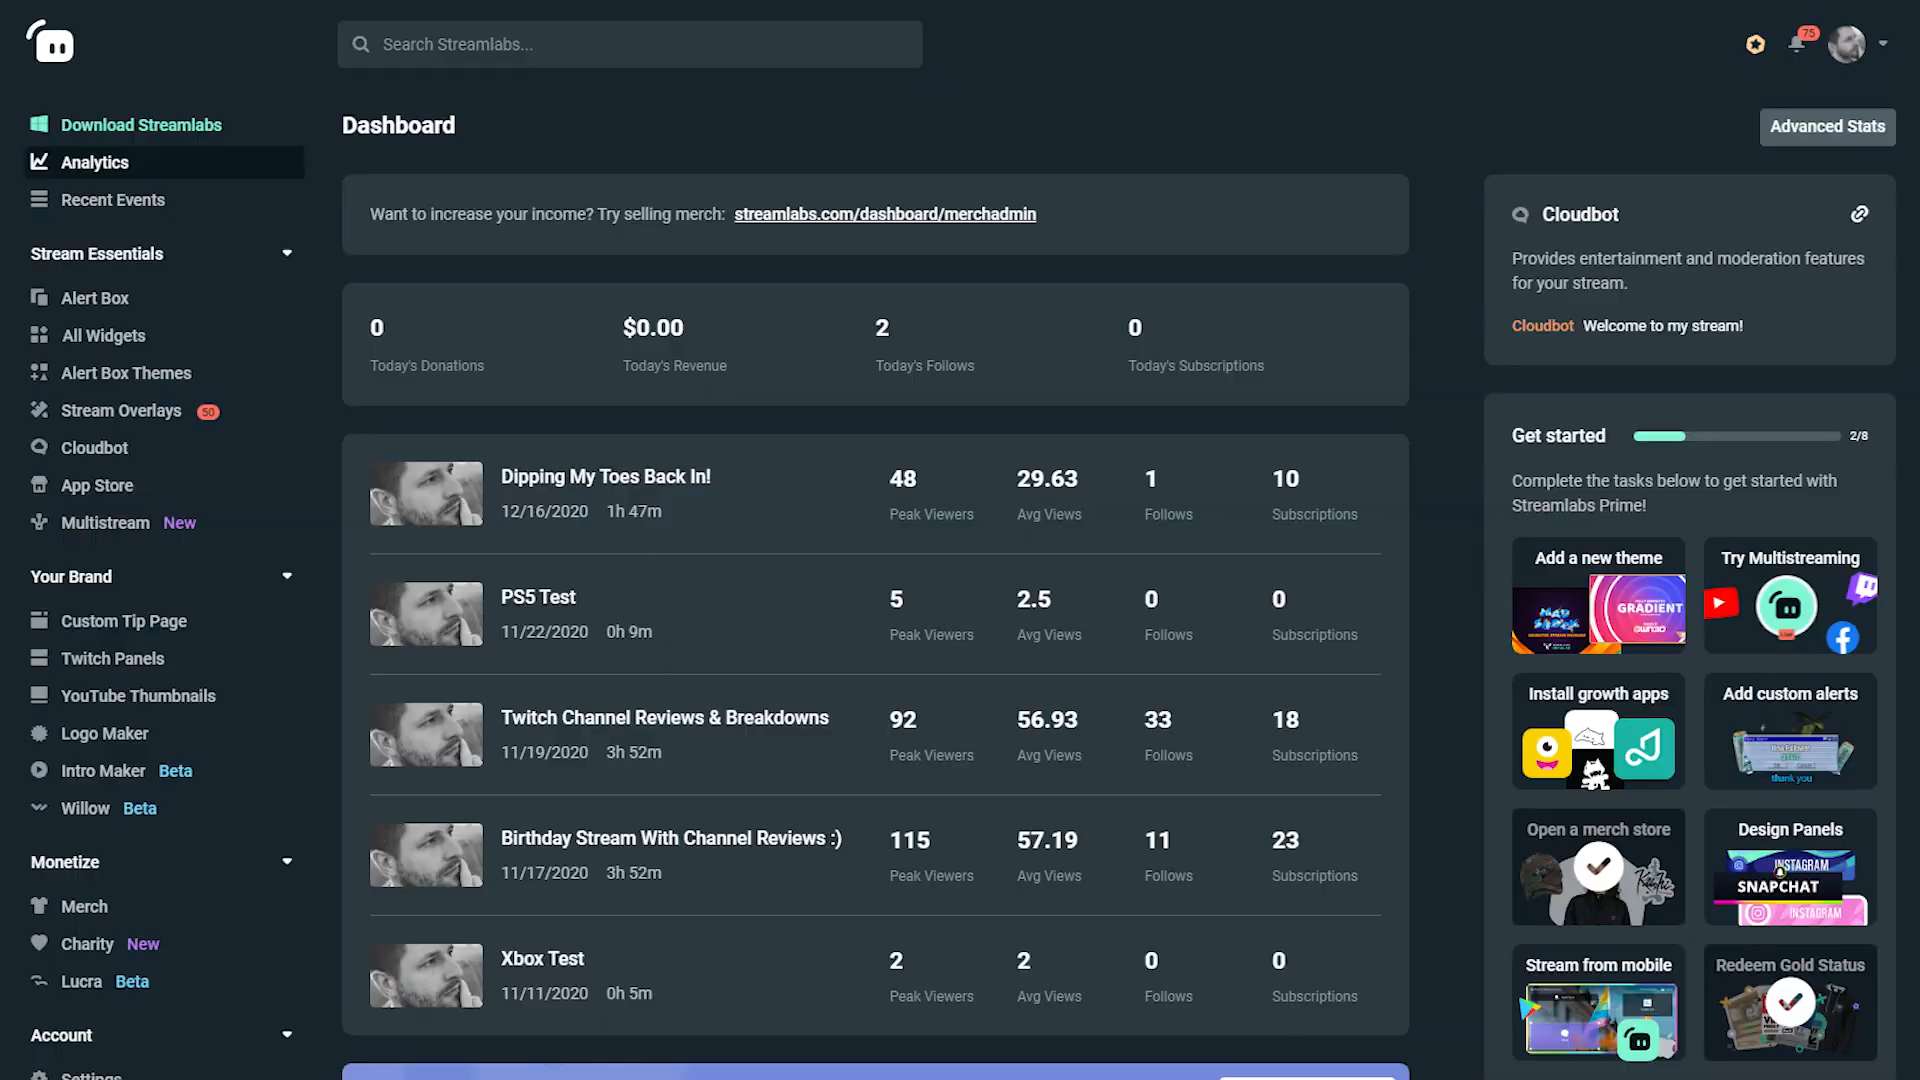 Search Streamlabs...
75
Download Streamlabs
Analytics
Recent Events
Stream Essentials
Alert Box
All Widgets
Alert Box Themes
Stream Overlays 50
Cloudbot
App Store
Multistream New
Your Brand
Custom Tip Page
Twitch Panels
YouTube Thumbnails
Logo Maker
Intro Maker Beta
Willow Beta
Monetize
Merch
Charity New
Lucra Beta
Account
Settings
Dashboard
Advanced Stats
Want to increase your income? Try selling merch: streamlabs.com/dashboard/merchadmin
0 $0.00 2 0
Today's Donations Today's Revenue Today's Follows Today's Subscriptions
Dipping My Toes Back In! 48 29.63 1 10
12/16/2020 1h 47m Peak Viewers Avg Views Follows Subscriptions
PS5 Test 5 2.5 0 0
11/22/2020 0h 9m Peak Viewers Avg Views Follows Subscriptions
Twitch Channel Reviews & Breakdowns 92 56.93 33 18
11/19/2020 3h 52m Peak Viewers Avg Views Follows Subscriptions
Birthday Stream With Channel Reviews :) 115 57.19 11 23
11/17/2020 3h 52m Peak Viewers Avg Views Follows Subscriptions
Xbox Test 2 2 0 0
11/11/2020 0h 5m Peak Viewers Avg Views Follows Subscriptions
Cloudbot
Provides entertainment and moderation features
for your stream.
Cloudbot Welcome to my stream!
Get started 2/8
Complete the tasks below to get started with
Streamlabs Prime!
Add a new theme
GRADIENT
Try Multistreaming
Install growth apps
Add custom alerts
New Follower
thank you
Open a merch store
Design Panels
INSTAGRAM
SNAPCHAT
INSTAGRAM
Stream from mobile
Redeem Gold Status